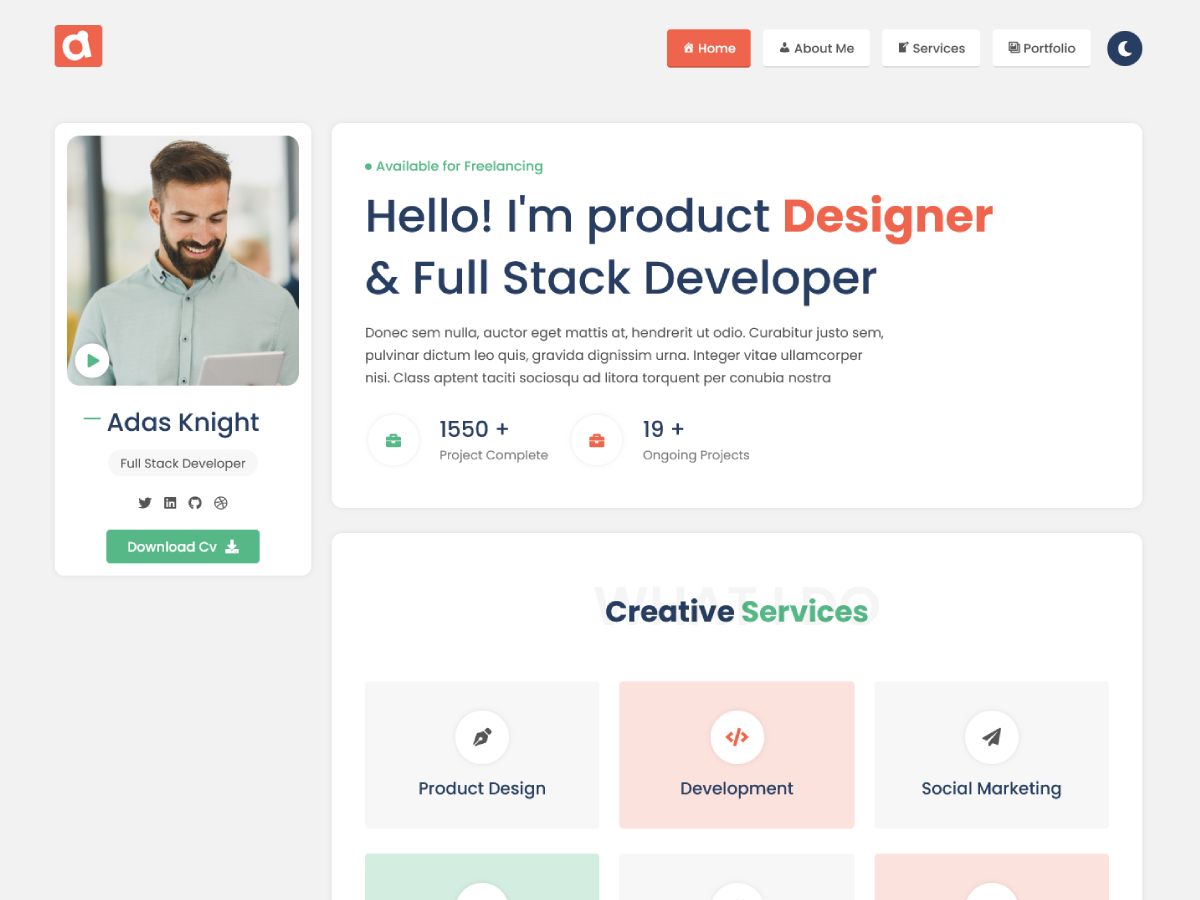 a
Home
About Me
Services
Portfolio
Available for Freelancing
Hello! I'm product Designer
& Full Stack Developer
Donec sem nulla, auctor eget mattis at, hendrerit ut odio. Curabitur justo sem,
pulvinar dictum leo quis, gravida dignissim urna. Integer vitae ullamcorper
nisi. Class aptent taciti sociosqu ad litora torquent per conubia nostra
1550 +
Project Complete
19 +
Ongoing Projects
Adas Knight
Full Stack Developer
Download Cv
WHAT I DO
Creative Services
Product Design
Development
Social Marketing